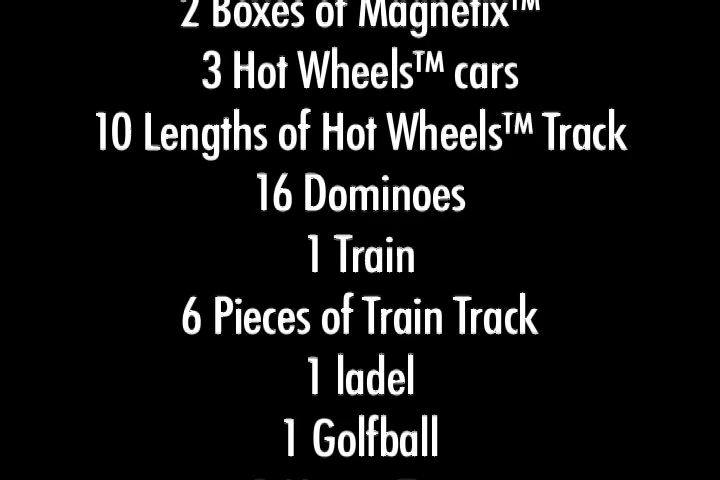 2 Boxes of Magnetix™
3 Hot Wheels™ cars
10 Lengths of Hot Wheels™ Track
16 Dominoes
1 Train
6 Pieces of Train Track
1 ladel
1 Golfball